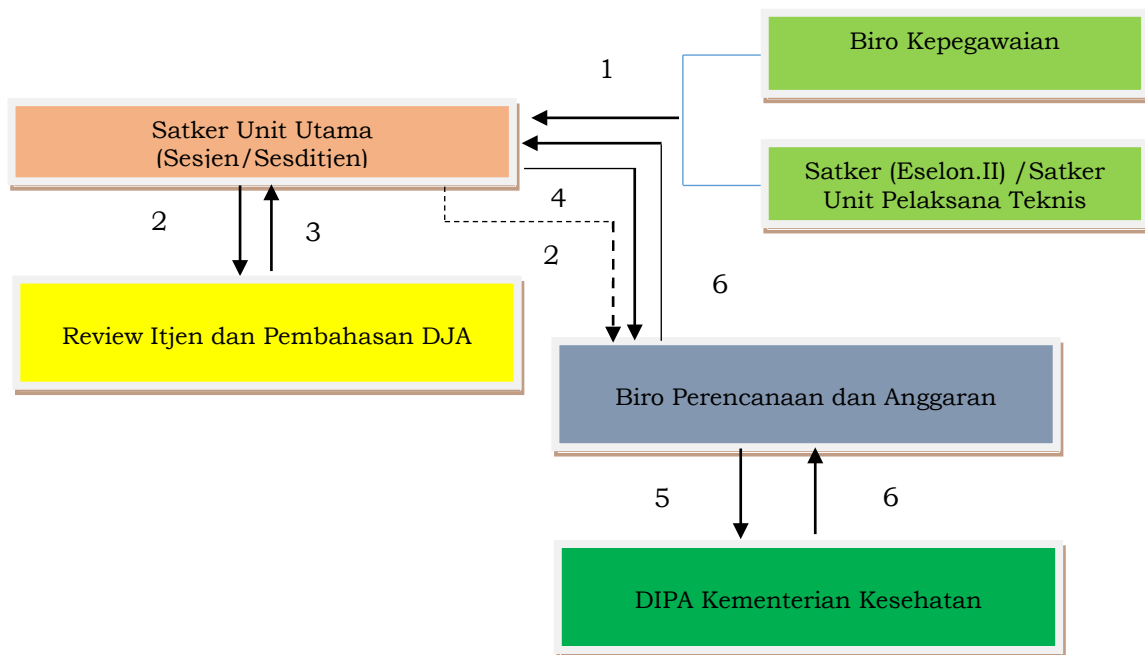 Biro Kepegawaian
1
Satker Unit Utama
(Sesjen/Sesditjen)
Satker (Eselon.II) /Satker
Unit Pelaksana Teknis
4
2
3
2
6
Review Itjen dan Pembahasan DJA
Biro Perencanaan dan Anggaran
5
6
DIPA Kementerian Kesehatan